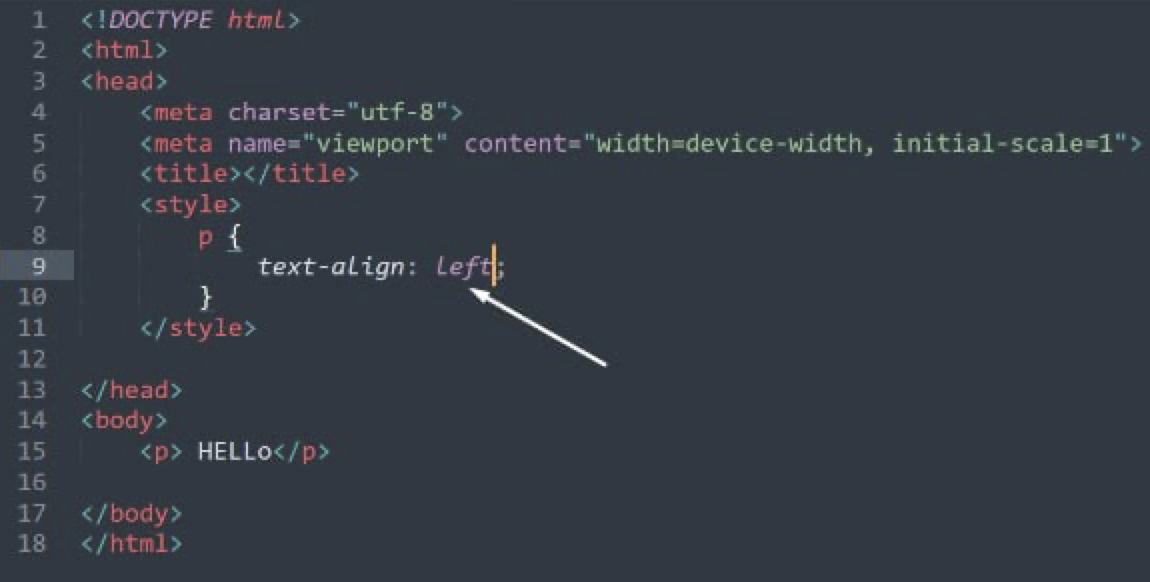 1 <!DOCTYPE html>
2 <html>
3 <head>
4 <meta charset="utf-8">
5 <meta name="viewport" content="width=device-width, initial-scale=1">
6 <title></title>
7 <style>
8 p {
9 text-align: left;
10 }
11 </style>
12
13 </head>
14 <body>
15 <p> HELLo</p>
16
17 </body>
18 </html>